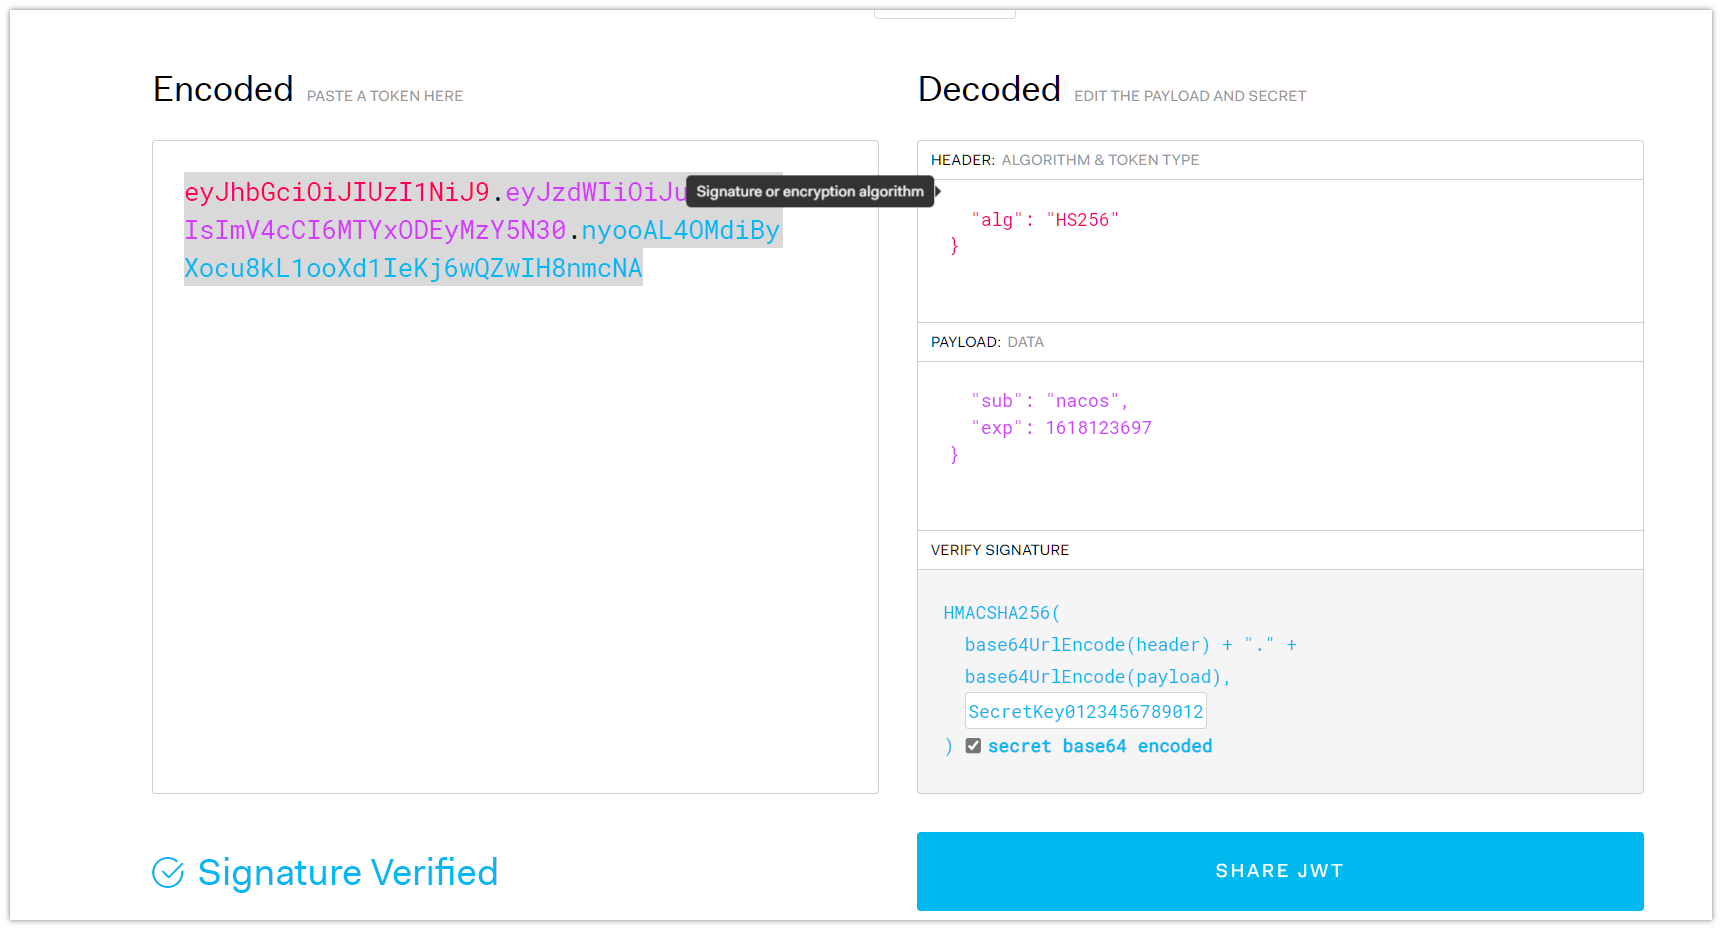 Encoded PASTE A TOKEN HERE
eyJhbGciOiJIUzI1NiJ9.eyJzdWIiOiJu
IsImV4cCI6MTYxODEyMzY5N30.nyooAL4OMdiBy
Xocu8kL1ooXd1IeKj6wQZwIH8nmcNA
Signature or encryption algorithm
Signature Verified
Decoded EDIT THE PAYLOAD AND SECRET
HEADER: ALGORITHM & TOKEN TYPE
"alg": "HS256"
}
PAYLOAD: DATA
"sub": "nacos",
"exp": 1618123697
}
VERIFY SIGNATURE
HMACSHA256(
base64UrlEncode(header) + "." +
base64UrlEncode(payload),
SecretKey0123456789012
) secret base64 encoded
SHARE JWT